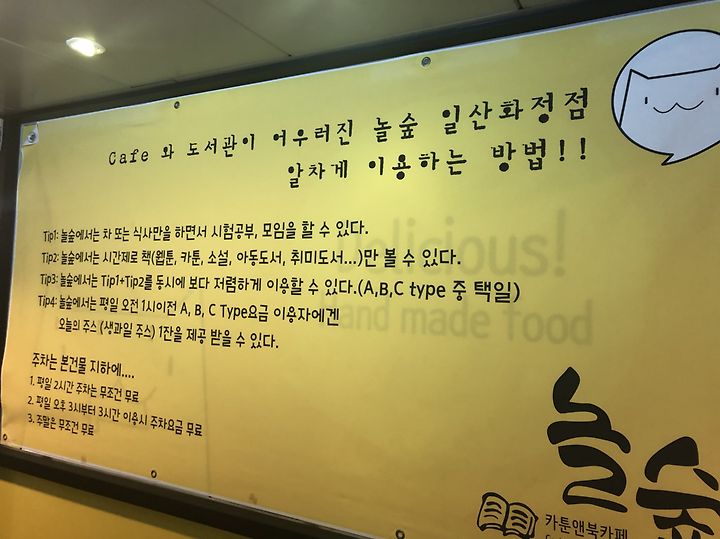 Cafe 와 도서관이 어우러진 놀숲 일산화정점
알차게 이용하는 방법!!
Tip1: 놀숲에서는 차 또는 식사만을 하면서 시험공부, 모임을 할 수 있다.
Tip2: 놀숲에서는 시간제로 책(웹툰, 카툰, 소설, 아동도서, 취미도서...)만 볼 수 있다.
Tip3: 놀숲에서는 Tip1+Tip2를 동시에 보다 저렴하게 이용할 수 있다.(A,B,C type 중 택일)
Tip4: 놀숲에서는 평일 오전 11시이전 A, B, C Type요금 이용자에겐
오늘의 주스 (생과일 주스) 1잔을 제공 받을 수 있다.
Delicious!
Hand made food
주차는 본건물 지하에....
1. 평일 2시간 주차는 무조건 무료
2. 평일 오후 3시부터 3시간 이용시 주차요금 무료
3. 주말은 무조건 무료
놀숲
카툰앤북카페